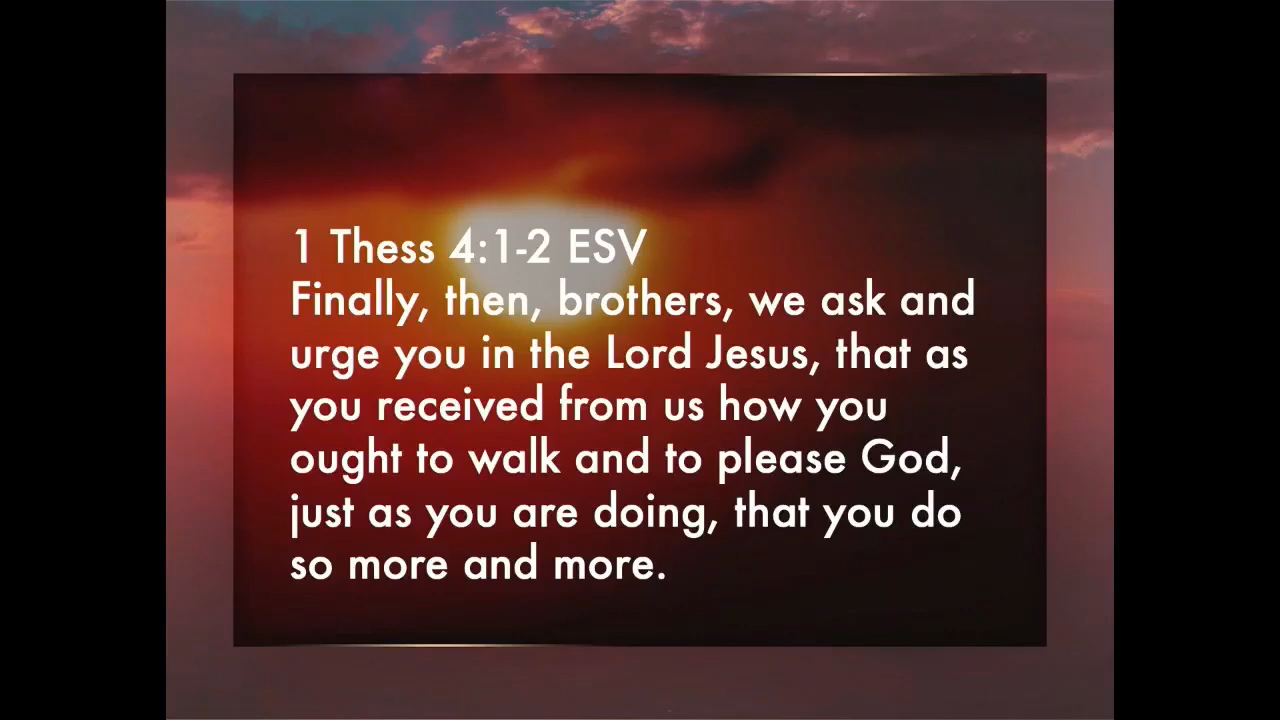 1 Thess 4:1-2 ESV
Finally, then, brothers, we ask and
urge you in the Lord Jesus, that as
you received from us how you
ought to walk and to please God,
just as you are doing, that you do
so more and more.